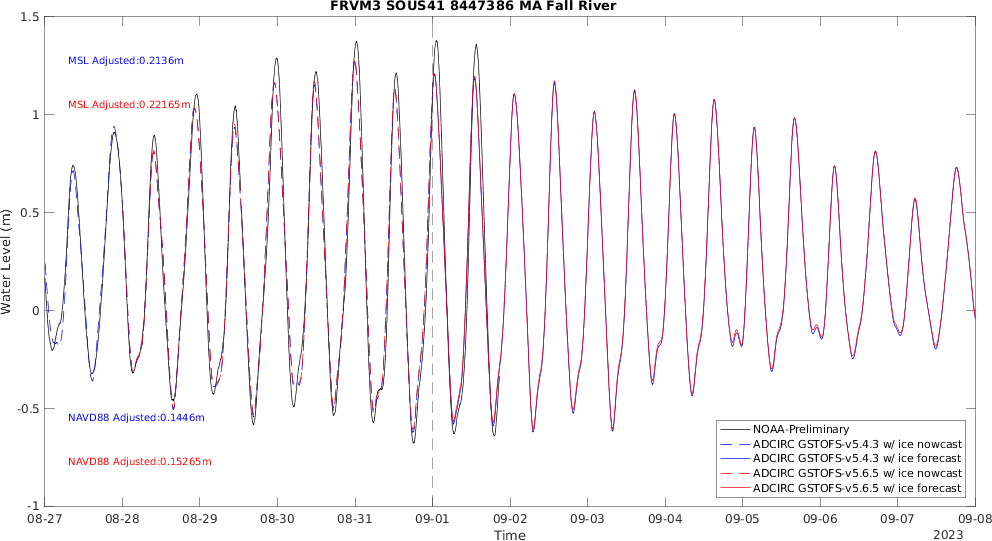 FRVM3 SOUS41 8447386 MA Fall River
1.5
1
0.5
0
-0.5
-1
Water Level (m)
MSL Adjusted:0.2136m
MSL Adjusted:0.22165m
NAVD88 Adjusted:0.1446m
NAVD88 Adjusted:0.15265m
NOAA-Preliminary
ADCIRC GSTOFS-v5.4.3 w/ ice nowcast
ADCIRC GSTOFS-v5.4.3 w/ ice forecast
ADCIRC GSTOFS-v5.6.5 w/ ice nowcast
ADCIRC GSTOFS-v5.6.5 w/ ice forecast
08-27 08-28 08-29 08-30 08-31 09-01 09-02 09-03 09-04 09-05 09-06 09-07 09-08
Time
2023